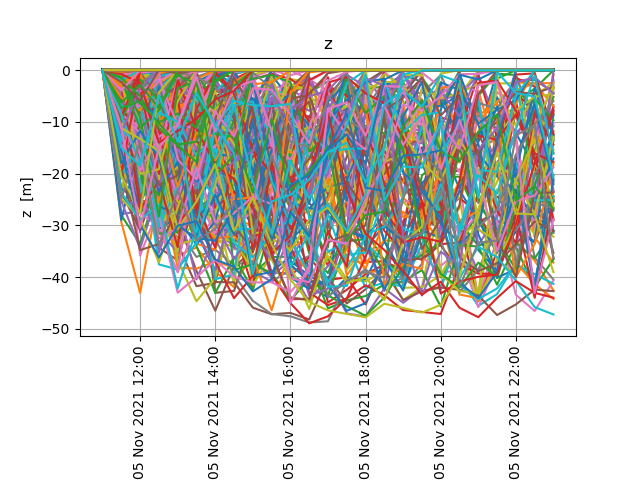 z
0
−10
−20
−30
−40
−50
z [m]
05 Nov 2021 12:00
05 Nov 2021 14:00
05 Nov 2021 16:00
05 Nov 2021 18:00
05 Nov 2021 20:00
05 Nov 2021 22:00